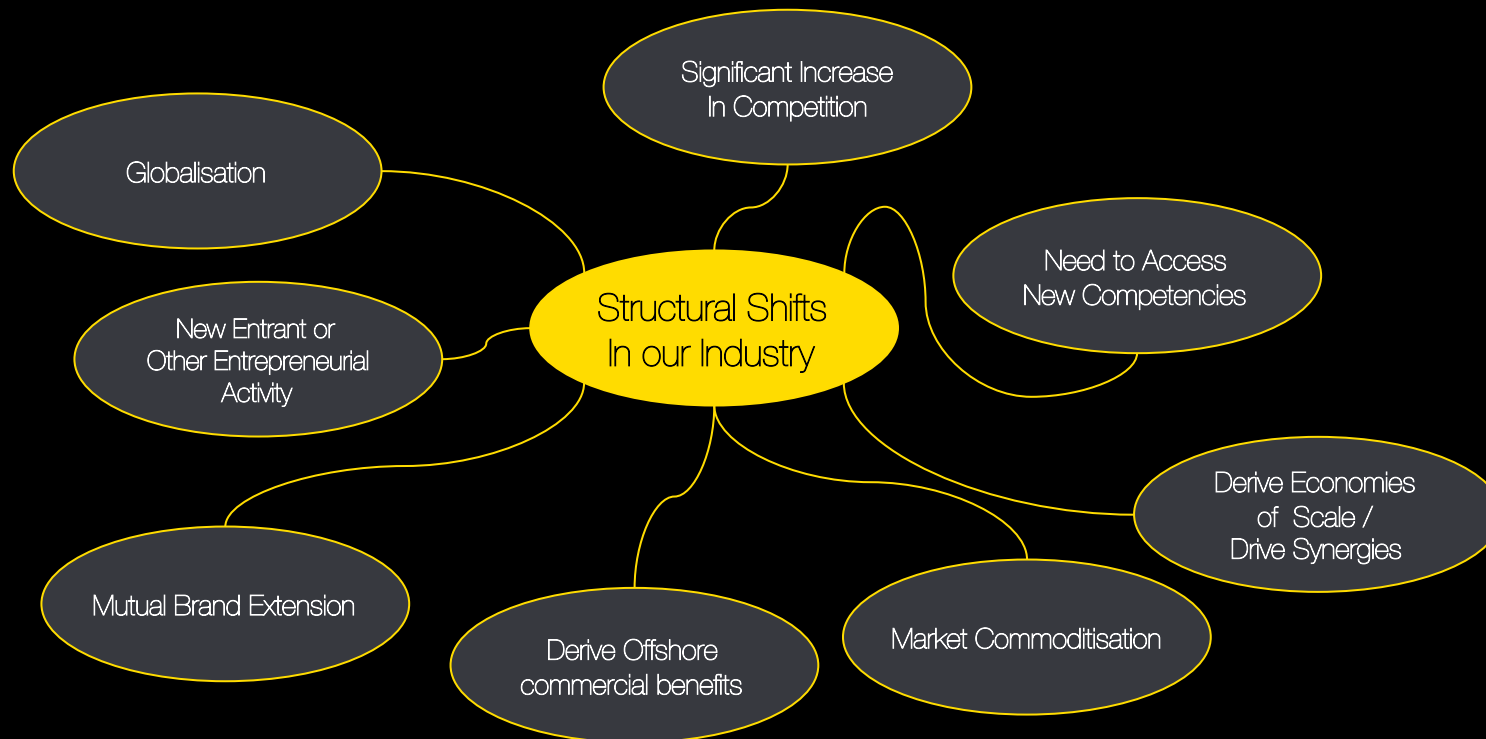 Significant Increase
In Competition
Globalisation
Need to Access
New Competencies
Structural Shifts
In our Industry
New Entrant or
Other Entrepreneurial
Activity
Derive Economies
of  Scale /
Drive Synergies
Mutual Brand Extension
Derive Offshore
commercial benefits
Market Commoditisation